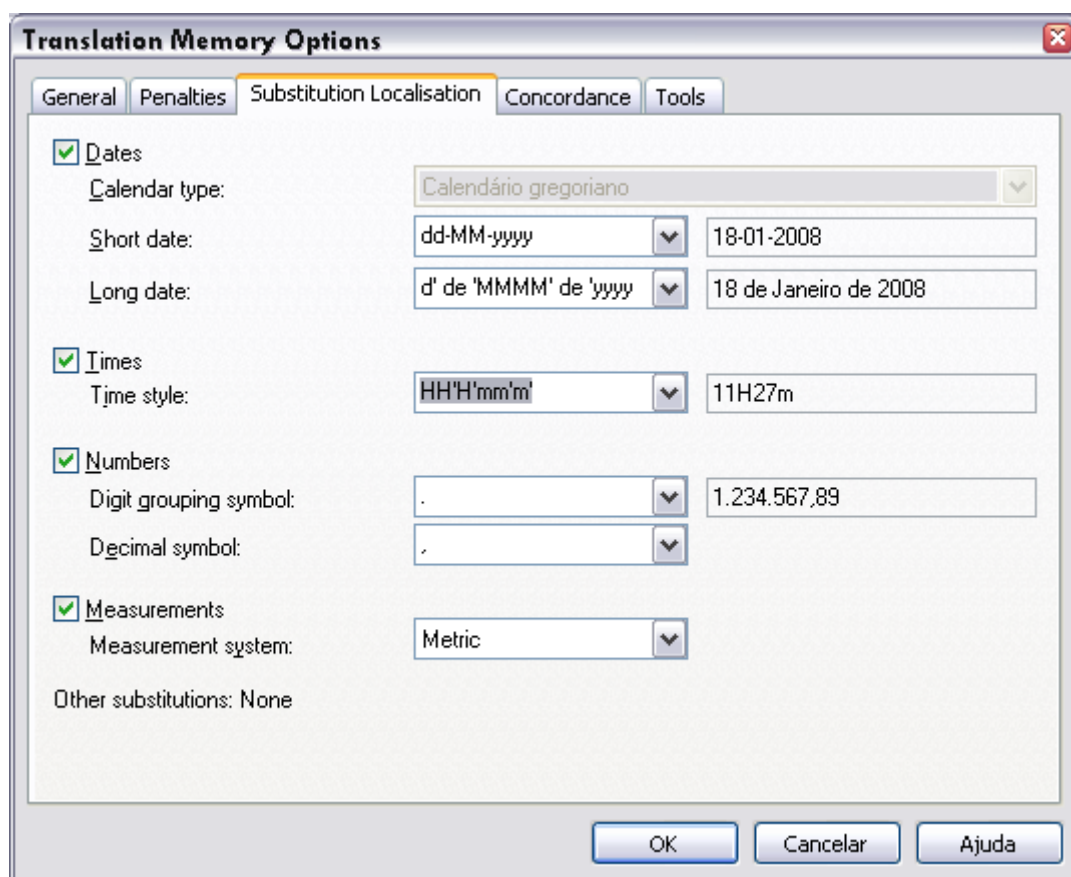 Translation Memory Options
General Penalties Substitution Localisation Concordance Tools
Dates
Calendar type: Calendário gregoriano
Short date: dd-MM-yyyy 18-01-2008
Long date: d' de 'MMMM' de 'yyyy 18 de Janeiro de 2008
Times
Time style: HH'H'mm'm' 11H27m
Numbers
Digit grouping symbol: . 1.234.567,89
Decimal symbol: ,
Measurements
Measurement system: Metric
Other substitutions: None
OK Cancelar Ajuda